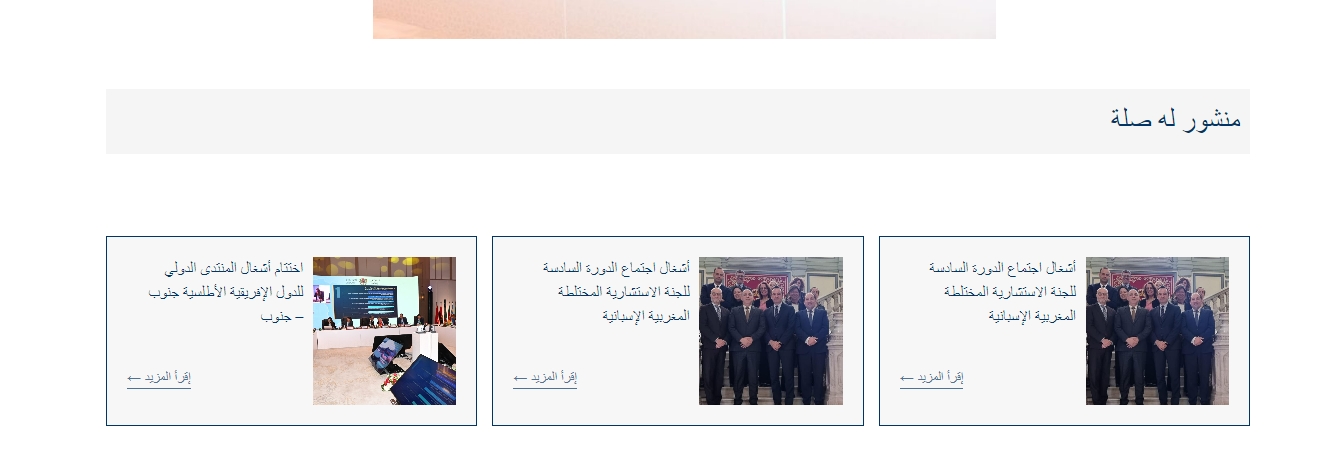 منشور له صلة
أشغال اجتماع الدورة السادسة
للجنة الاستشارية المختلطة
المغربية الإسبانية
إقرأ المزيد ←
أشغال اجتماع الدورة السادسة
للجنة الاستشارية المختلطة
المغربية الإسبانية
إقرأ المزيد ←
اختتام أشغال المنتدى الدولي
للدول الإفريقية الأطلسية جنوب
– جنوب
إقرأ المزيد ←